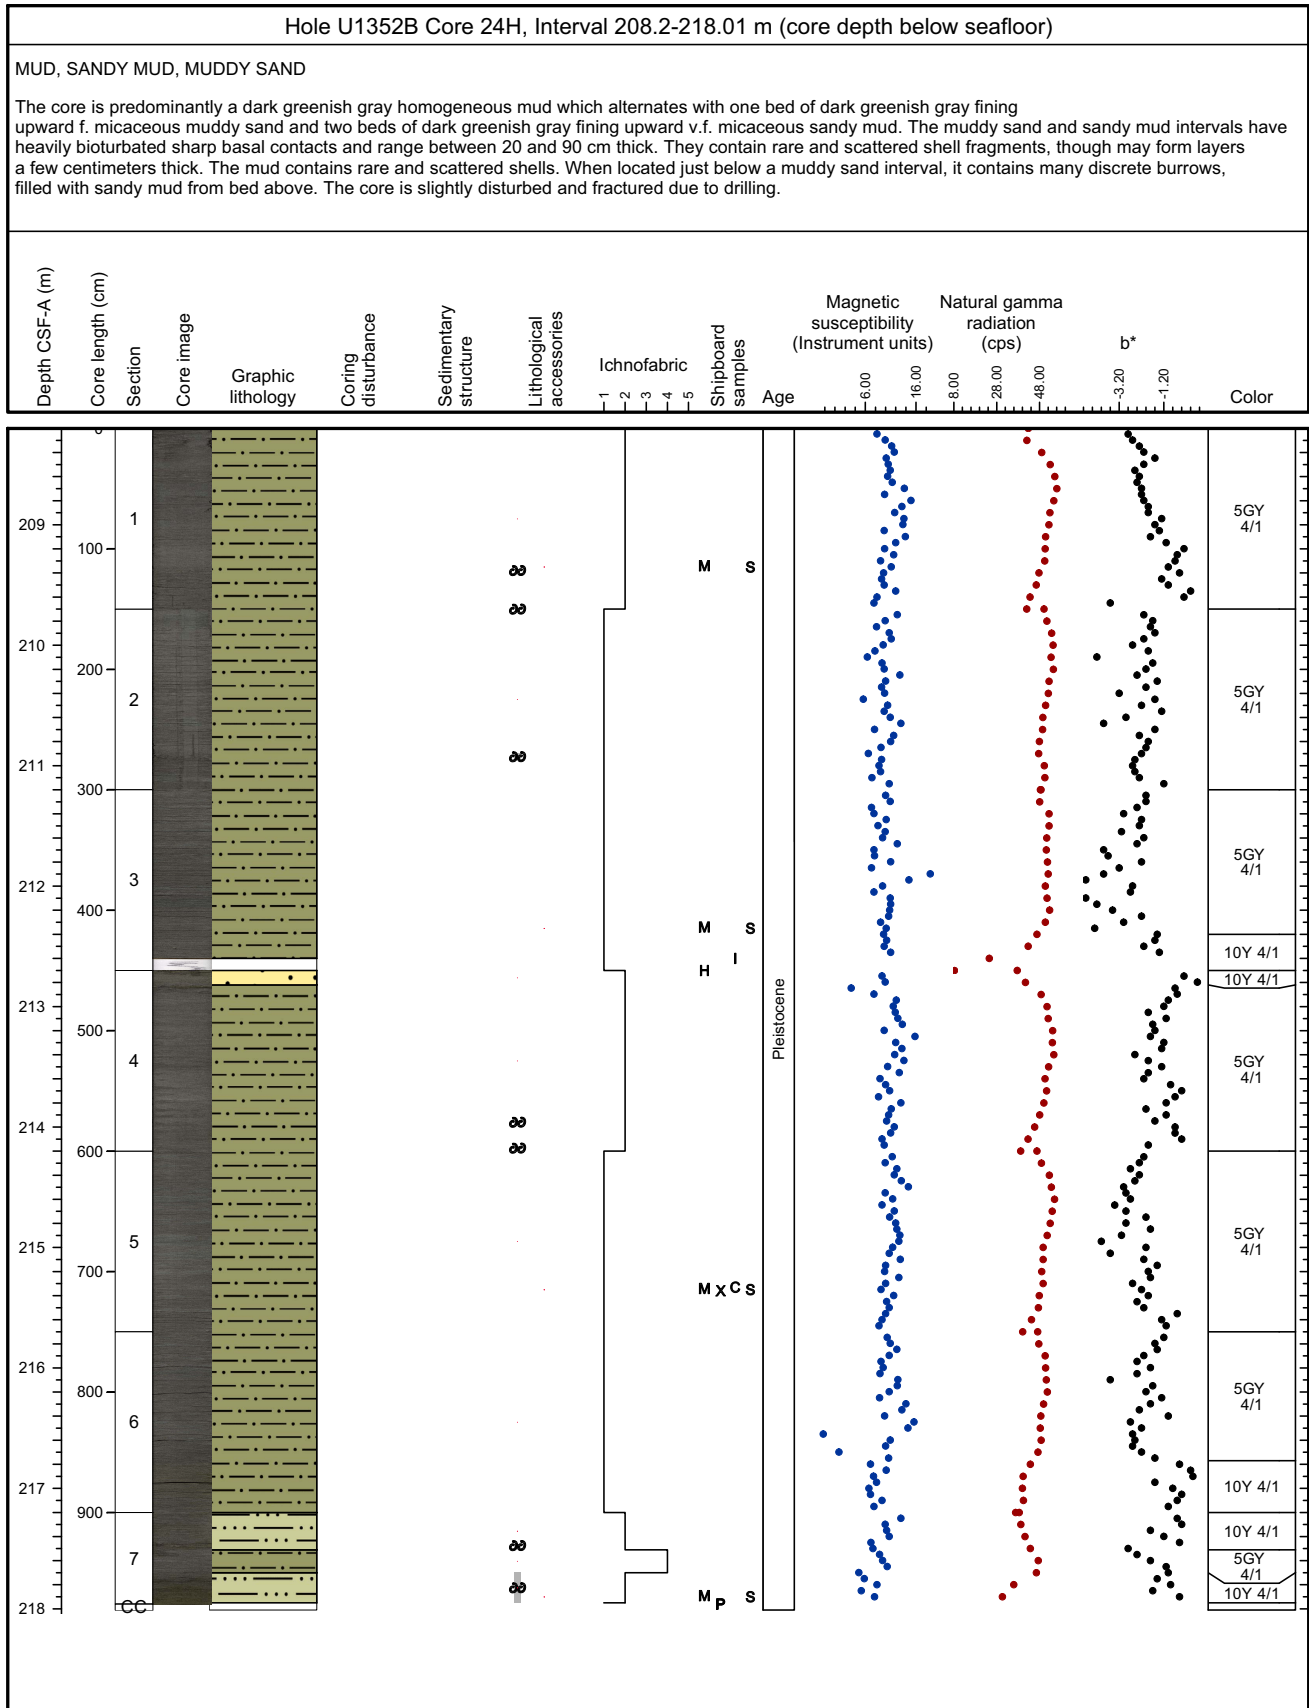 Hole U1352B Core 24H, Interval 208.2-218.01 m (core depth below seafloor)
MUD, SANDY MUD, MUDDY SAND
The core is predominantly a dark greenish gray homogeneous mud which alternates with one bed of dark greenish gray fining
upward f. micaceous muddy sand and two beds of dark greenish gray fining upward v.f. micaceous sandy mud. The muddy sand and sandy mud intervals have
heavily bioturbated sharp basal contacts and range between 20 and 90 cm thick. They contain rare and scattered shell fragments, though may form layers
a few centimeters thick. The mud contains rare and scattered shells. When located just below a muddy sand interval, it contains many discrete burrows,
filled with sandy mud from bed above. The core is slightly disturbed and fractured due to drilling.
Depth CSF-A (m)
Core length (cm)
Section
Core image
Graphic
lithology
Coring
disturbance
Sedimentary
structure
Lithological
accessories
Ichnofabric
1 2 3 4 5
Shipboard
samples
Age
Magnetic
susceptibility
(Instrument units)
6.00 16.00
Natural gamma
radiation
(cps)
8.00 28.00 48.00
b*
-3.20 -1.20
Color
0
1
5GY
4/1
209
100
M S
2
5GY
4/1
210
200
211
300
3
5GY
4/1
212
400
M S
I
10Y 4/1
H
10Y 4/1
213
500
Pleistocene
4
5GY
4/1
214
600
5
5GY
4/1
215
700
M X C S
216
800
6
5GY
4/1
217
10Y 4/1
900
10Y 4/1
7
5GY
4/1
M P S
10Y 4/1
CC
218